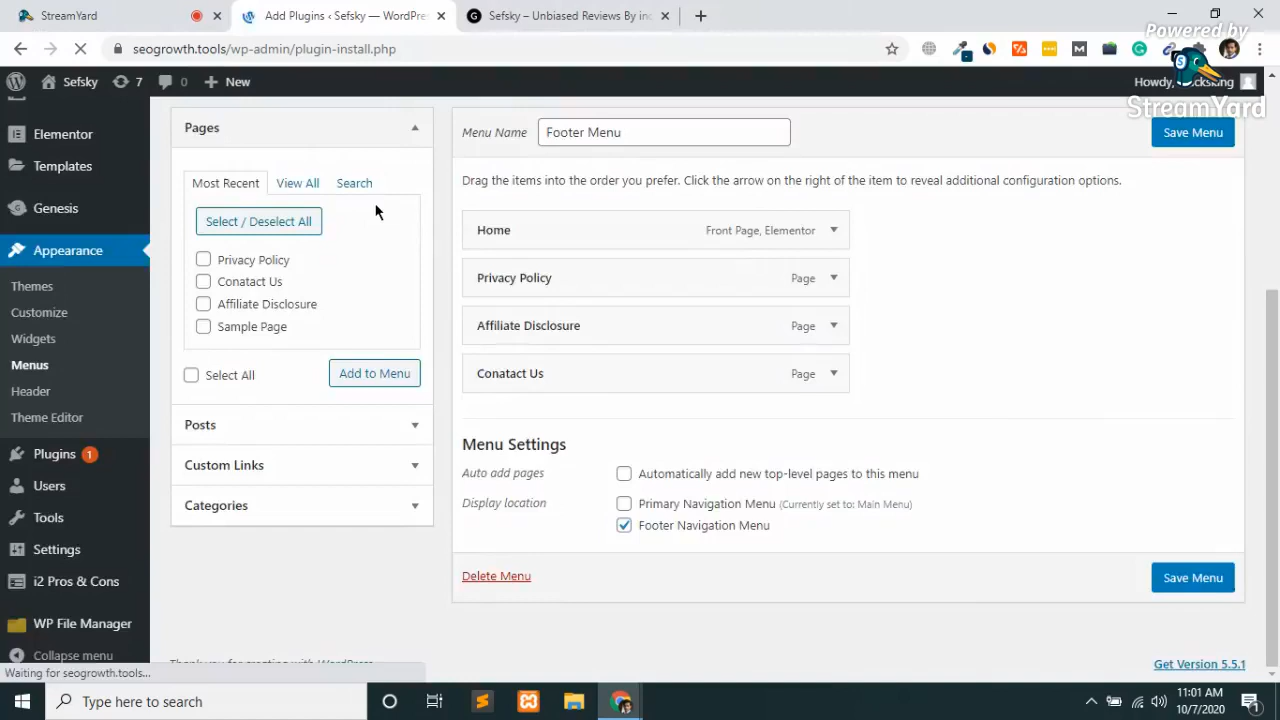 StreamYard
Add Plugins ‹ Sefsky — WordPre
Sefsky – Unbiased Reviews By inc
Powered by
seogrowth.tools/wp-admin/plugin-install.php
StreamYard
Sefsky
7
0
New
Howdy,
Elementor
Templates
Genesis
Appearance
Themes
Customize
Widgets
Menus
Header
Theme Editor
Plugins 1
Users
Tools
Settings
i2 Pros & Cons
WP File Manager
Collapse menu
Pages
Most Recent
View All
Search
Select / Deselect All
Privacy Policy
Conatact Us
Affiliate Disclosure
Sample Page
Select All
Add to Menu
Posts
Custom Links
Categories
Menu Name
Footer Menu
Save Menu
Drag the items into the order you prefer. Click the arrow on the right of the item to reveal additional configuration options.
Home
Front Page, Elementor
Privacy Policy
Page
Affiliate Disclosure
Page
Conatact Us
Page
Menu Settings
Auto add pages
Automatically add new top-level pages to this menu
Display location
Primary Navigation Menu (Currently set to: Main Menu)
Footer Navigation Menu
Delete Menu
Save Menu
Thank you for creating with WordPress
Get Version 5.5.1
Waiting for seogrowth.tools...
Type here to search
11:01 AM
10/7/2020